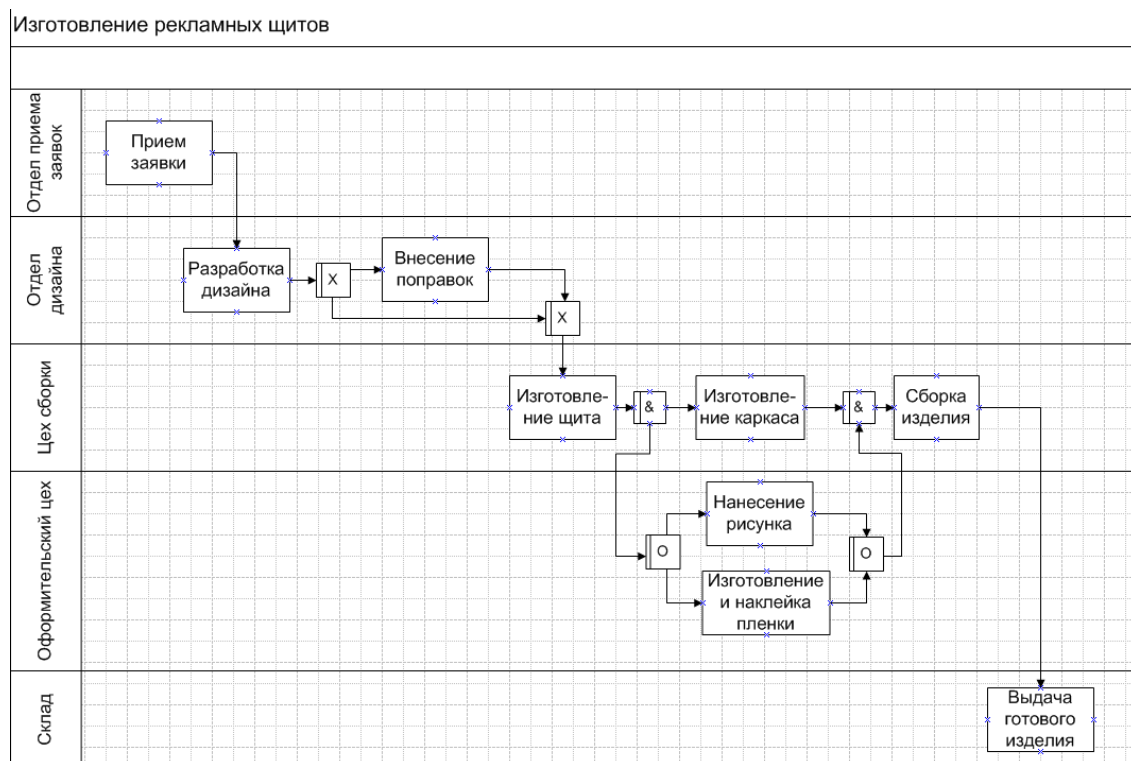 Изготовление рекламных щитов
Отдел приема
заявок
Прием
заявки
Отдел
дизайна
Разработка
дизайна
X
Внесение
поправок
X
Цех сборки
Изготовле-
ние щита
&
Изготовле-
ние каркаса
&
Сборка
изделия
Оформительский цех
O
Нанесение
рисунка
Изготовление
и наклейка
пленки
O
Склад
Выдача
готового
изделия